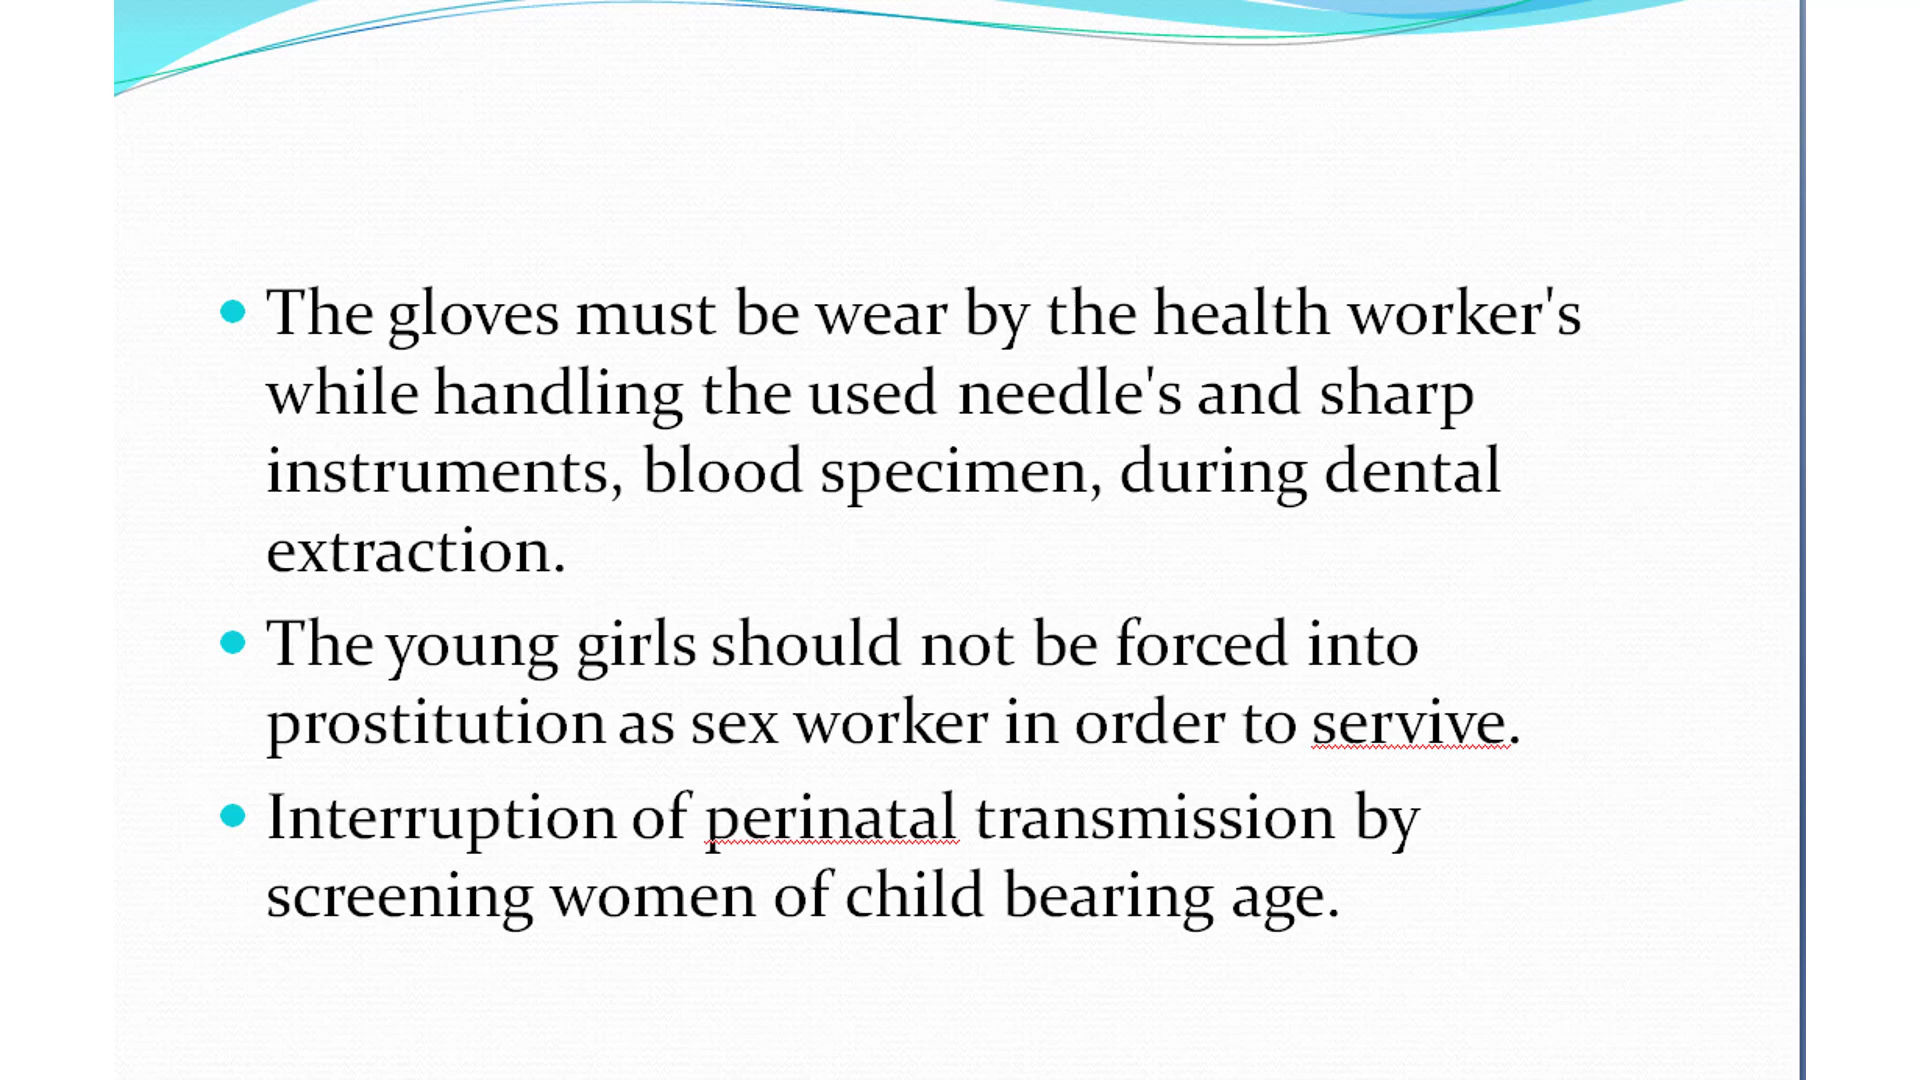 The gloves must be wear by the health worker's
while handling the used needle's and sharp
instruments, blood specimen, during dental
extraction.
The young girls should not be forced into
prostitution as sex worker in order to servive.
Interruption of perinatal transmission by
screening women of child bearing age.